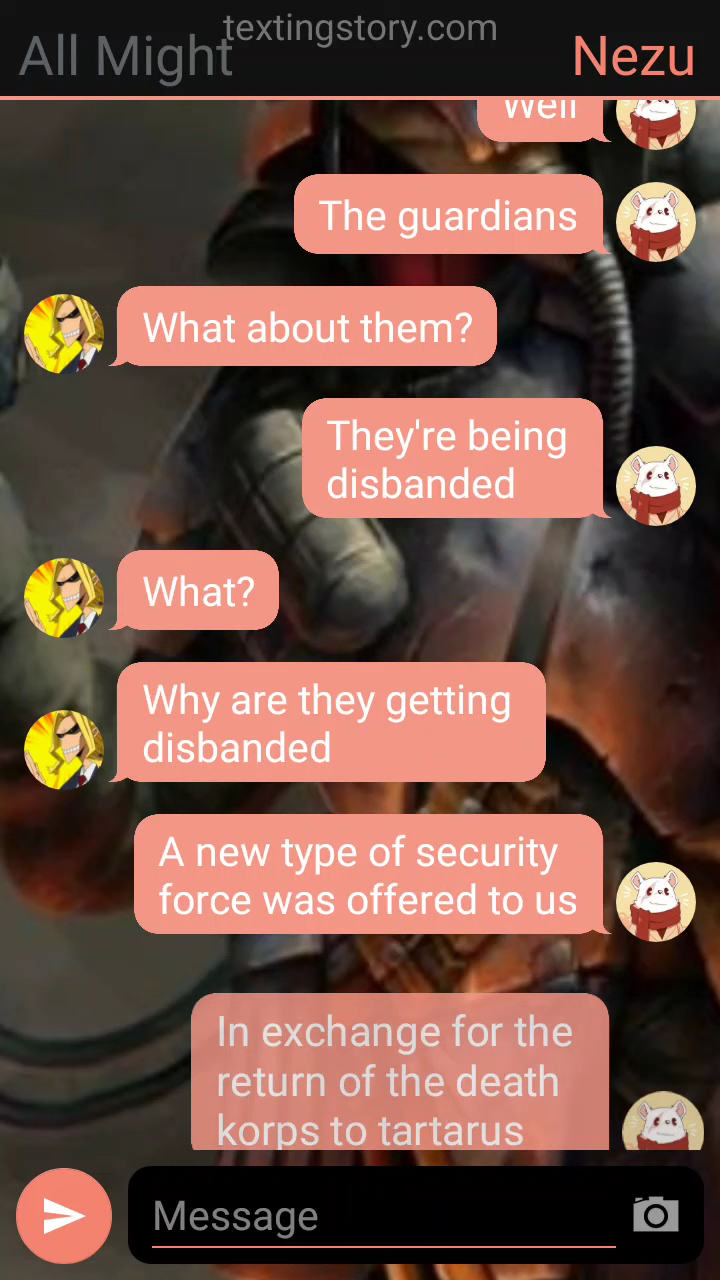 textingstory.com
All Might
Nezu
Well
The guardians
What about them?
They're being
disbanded
What?
Why are they getting
disbanded
A new type of security
force was offered to us
In exchange for the
return of the death
korps to tartarus
Message